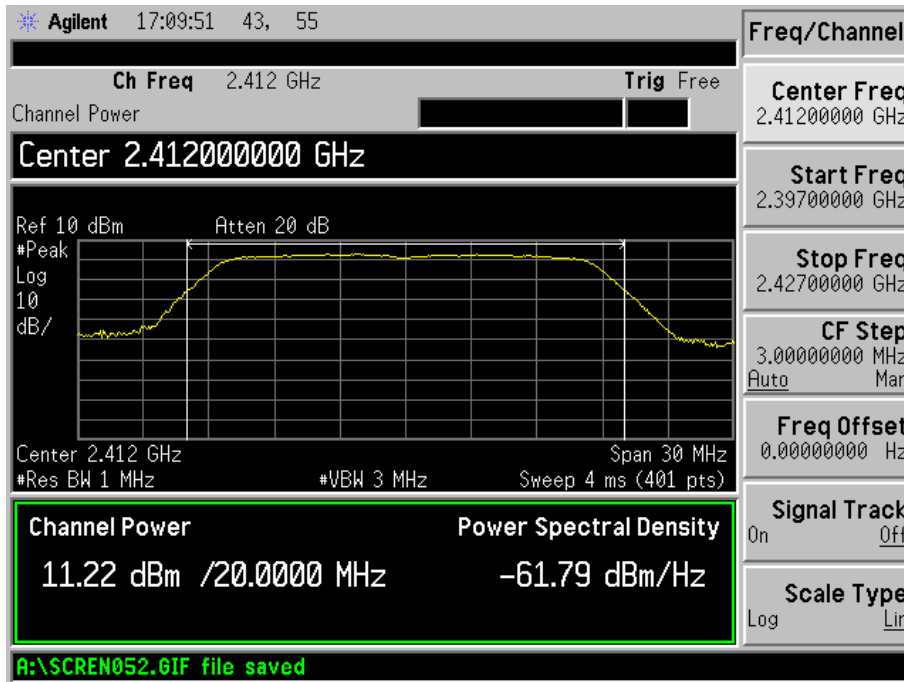 Agilent 17:09:51 43, 55
Ch Freq 2.412 GHz Trig Free
Channel Power
Center 2.412000000 GHz
Ref 10 dBm Atten 20 dB
#Peak
Log
10
dB/
Center 2.412 GHz Span 30 MHz
#Res BW 1 MHz #VBW 3 MHz Sweep 4 ms (401 pts)
Channel Power Power Spectral Density
11.22 dBm /20.0000 MHz -61.79 dBm/Hz
A:\SCREN052.GIF file saved
Freq/Channel
Center Freq
2.41200000 GHz
Start Freq
2.39700000 GHz
Stop Freq
2.42700000 GHz
CF Step
3.00000000 MHz
Auto Man
Freq Offset
0.00000000 Hz
Signal Track
On Off
Scale Type
Log Lin